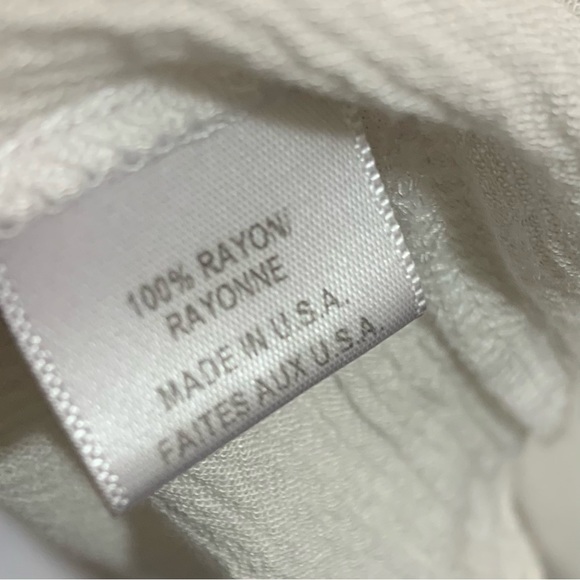 100% RAYON/
RAYONNE
MADE IN U.S.A.
FAITES AUX U.S.A.